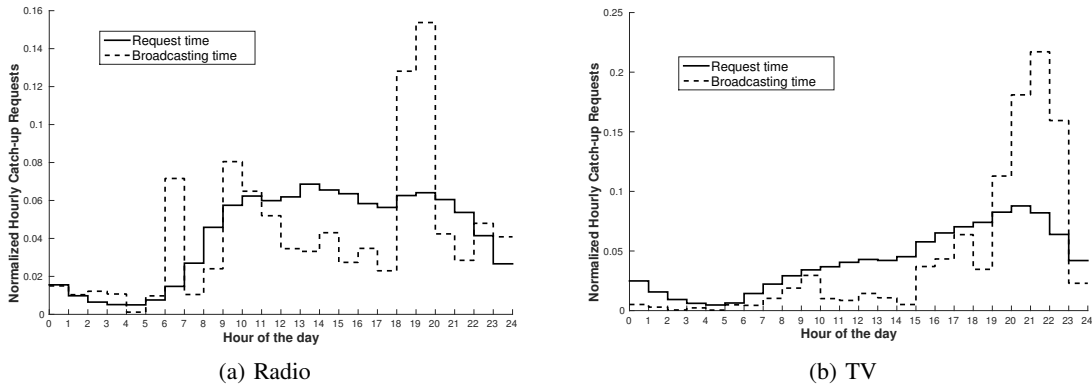 0.16
0.14
0.12
0.1
0.08
0.06
0.04
0.02
0
Normalized Hourly Catch-up Requests
Request time
Broadcasting time
0 1 2 3 4 5 6 7 8 9 10 11 12 13 14 15 16 17 18 19 20 21 22 23 24
Hour of the day
(a) Radio
0.25
0.2
0.15
0.1
0.05
0
Normalized Hourly Catch-up Requests
Request time
Broadcasting time
0 1 2 3 4 5 6 7 8 9 10 11 12 13 14 15 16 17 18 19 20 21 22 23 24
Hour of the day
(b) TV